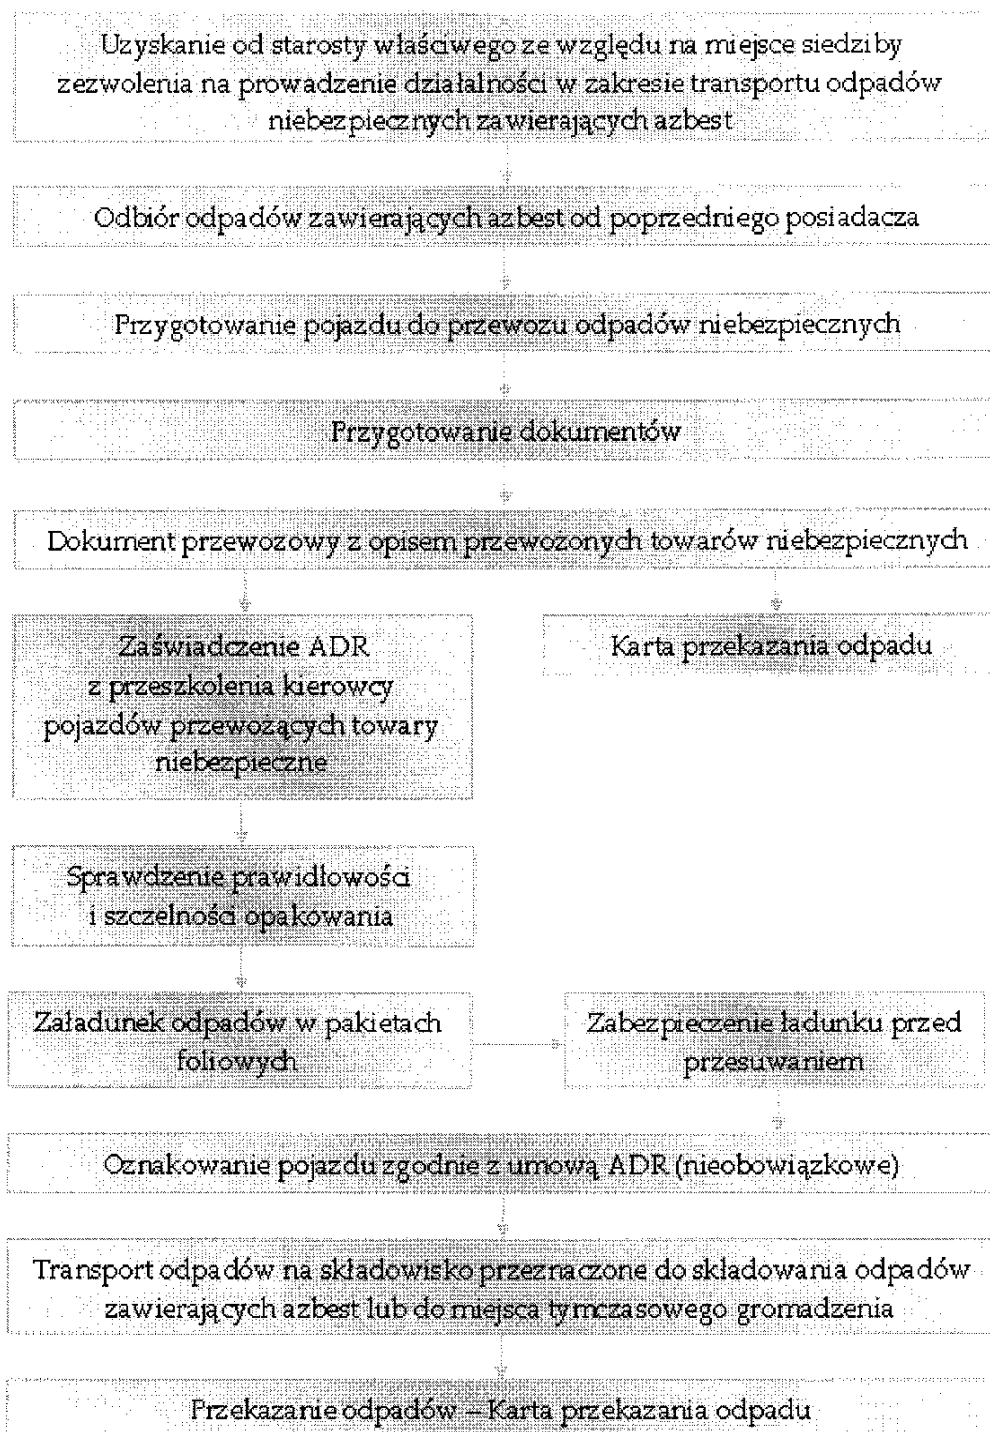 Uzyskanie od starosty właściwego ze względu na miejsce siedziby
zezwolenia na prowadzenie działalności w zakresie transportu odpadów
niebezpiecznych zawierających azbest
Odbiór odpadów zawierających azbest od poprzedniego posiadacza
Przygotowanie pojazdu do przewozu odpadów niebezpiecznych
Przygotowanie dokumentów
Dokument przewozowy z opisem przewożonych towarów niebezpiecznych
Zaświadczenie ADR
z przeszkolenia kierowcy
pojazdów przewożących towary
niebezpieczne
Karta przekazania odpadu
Sprawdzenie prawidłowości
i szczelności opakowania
Załadunek odpadów w pakietach
foliowych
Zabezpieczenie ładunku przed
przesuwaniem
Oznakowanie pojazdu zgodnie z umową ADR (nieobowiązkowe)
Transport odpadów na składowisko przeznaczone do składowania odpadów
zawierających azbest lub do miejsca tymczasowego gromadzenia
Przekazanie odpadów – Karta przekazania odpadu